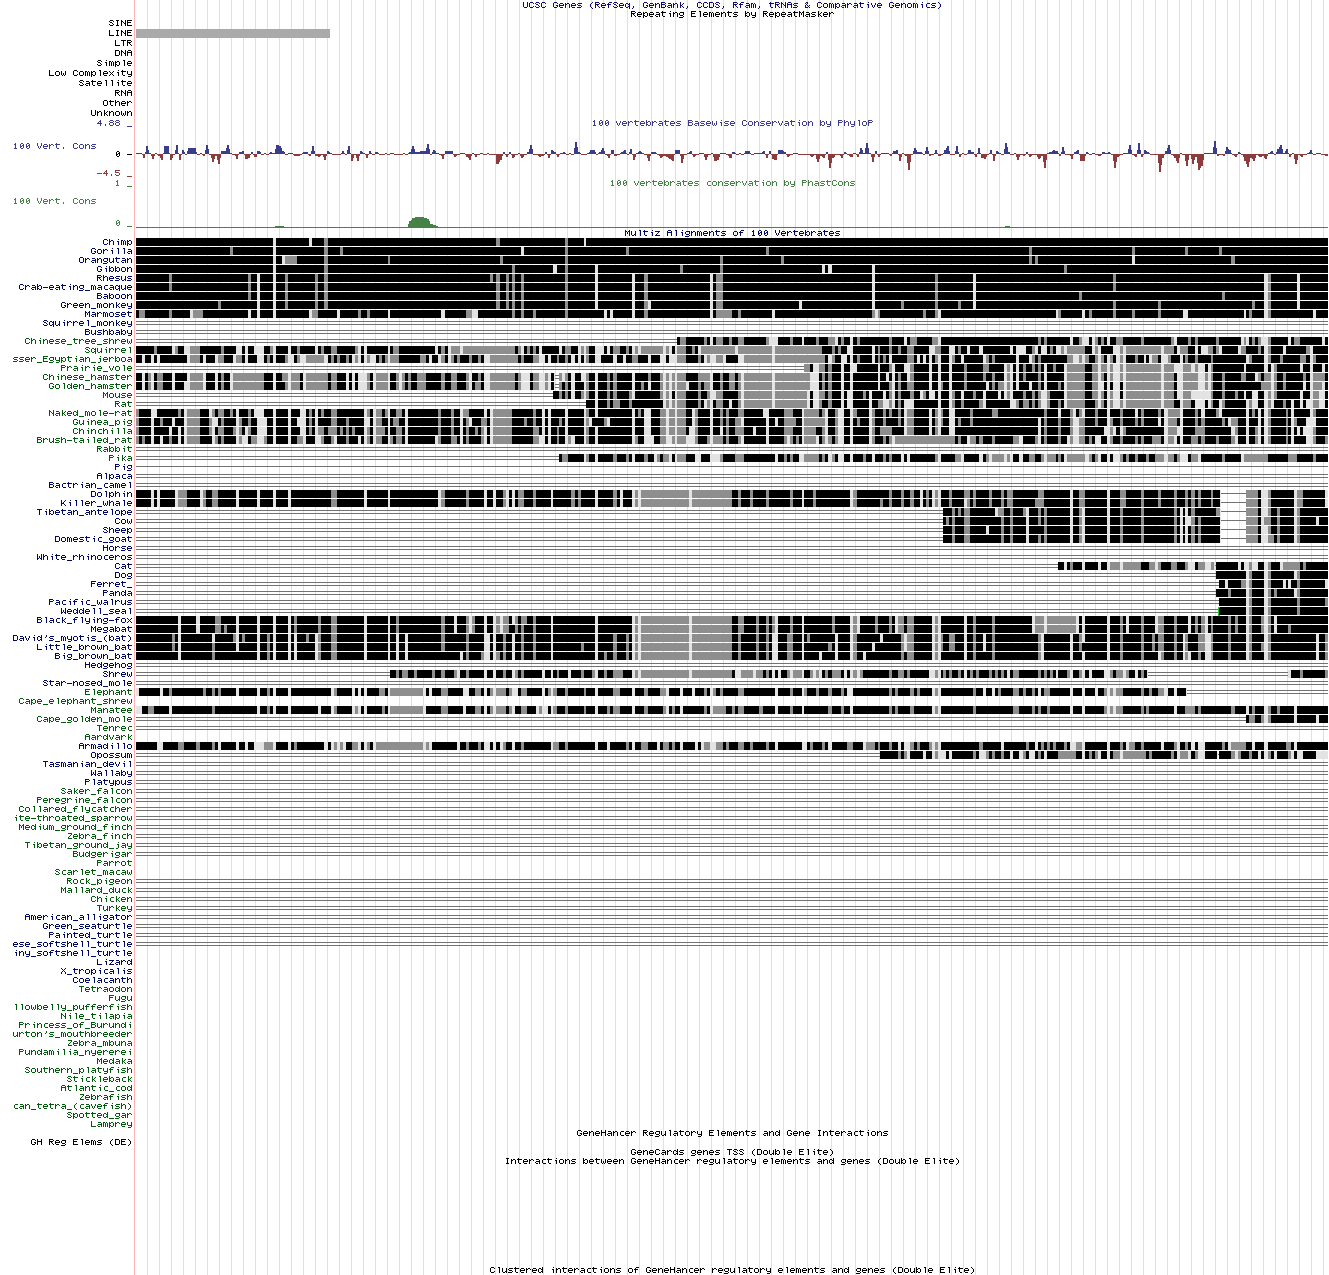 UCSC Genes (RefSeq, GenBank, CCDS, Rfam, tRNAs & Comparative Genomics)
Repeating Elements by RepeatMasker
SINE
LINE
LTR
DNA
Simple
Low Complexity
Satellite
RNA
Other
Unknown
4.88 _
100 vertebrates Basewise Conservation by PhyloP
100 Vert. Cons
0 -
-4.5 _
1 _
100 vertebrates conservation by PhastCons
100 Vert. Cons
0 _
Multiz Alignments of 100 Vertebrates
Chimp
Gorilla
Orangutan
Gibbon
Rhesus
Crab-eating_macaque
Baboon
Green_monkey
Marmoset
Squirrel_monkey
Bushbaby
Chinese_tree_shrew
Squirrel
sser_Egyptian_jerboa
Prairie_vole
Chinese_hamster
Golden_hamster
Mouse
Rat
Naked_mole-rat
Guinea_pig
Chinchilla
Brush-tailed_rat
Rabbit
Pika
Pig
Alpaca
Bactrian_camel
Dolphin
Killer_whale
Tibetan_antelope
Cow
Sheep
Domestic_goat
Horse
White_rhinoceros
Cat
Dog
Ferret_
Panda
Pacific_walrus
Weddell_seal
Black_flying-fox
Megabat
David's_myotis_(bat)
Little_brown_bat
Big_brown_bat
Hedgehog
Shrew
Star-nosed_mole
Elephant
Cape_elephant_shrew
Manatee
Cape_golden_mole
Tenrec
Aardvark
Armadillo
Opossum
Tasmanian_devil
Wallaby
Platypus
Saker_falcon
Peregrine_falcon
Collared_flycatcher
ite-throated_sparrow
Medium_ground_finch
Zebra_finch
Tibetan_ground_jay
Budgerigar
Parrot
Scarlet_macaw
Rock_pigeon
Mallard_duck
Chicken
Turkey
American_alligator
Green_seaturtle
Painted_turtle
ese_softshell_turtle
iny_softshell_turtle
Lizard
X_tropicalis
Coelacanth
Tetraodon
Fugu
llowbelly_pufferfish
Nile_tilapia
Princess_of_Burundi
urton's_mouthbreeder
Zebra_mbuna
Pundamilia_nyererei
Medaka
Southern_platyfish
Stickleback
Atlantic_cod
Zebrafish
can_tetra_(cavefish)
Spotted_gar
Lamprey
GeneHancer Regulatory Elements and Gene Interactions
GH Reg Elems (DE)
GeneCards genes TSS (Double Elite)
Interactions between GeneHancer regulatory elements and genes (Double Elite)
Clustered interactions of GeneHancer regulatory elements and genes (Double Elite)